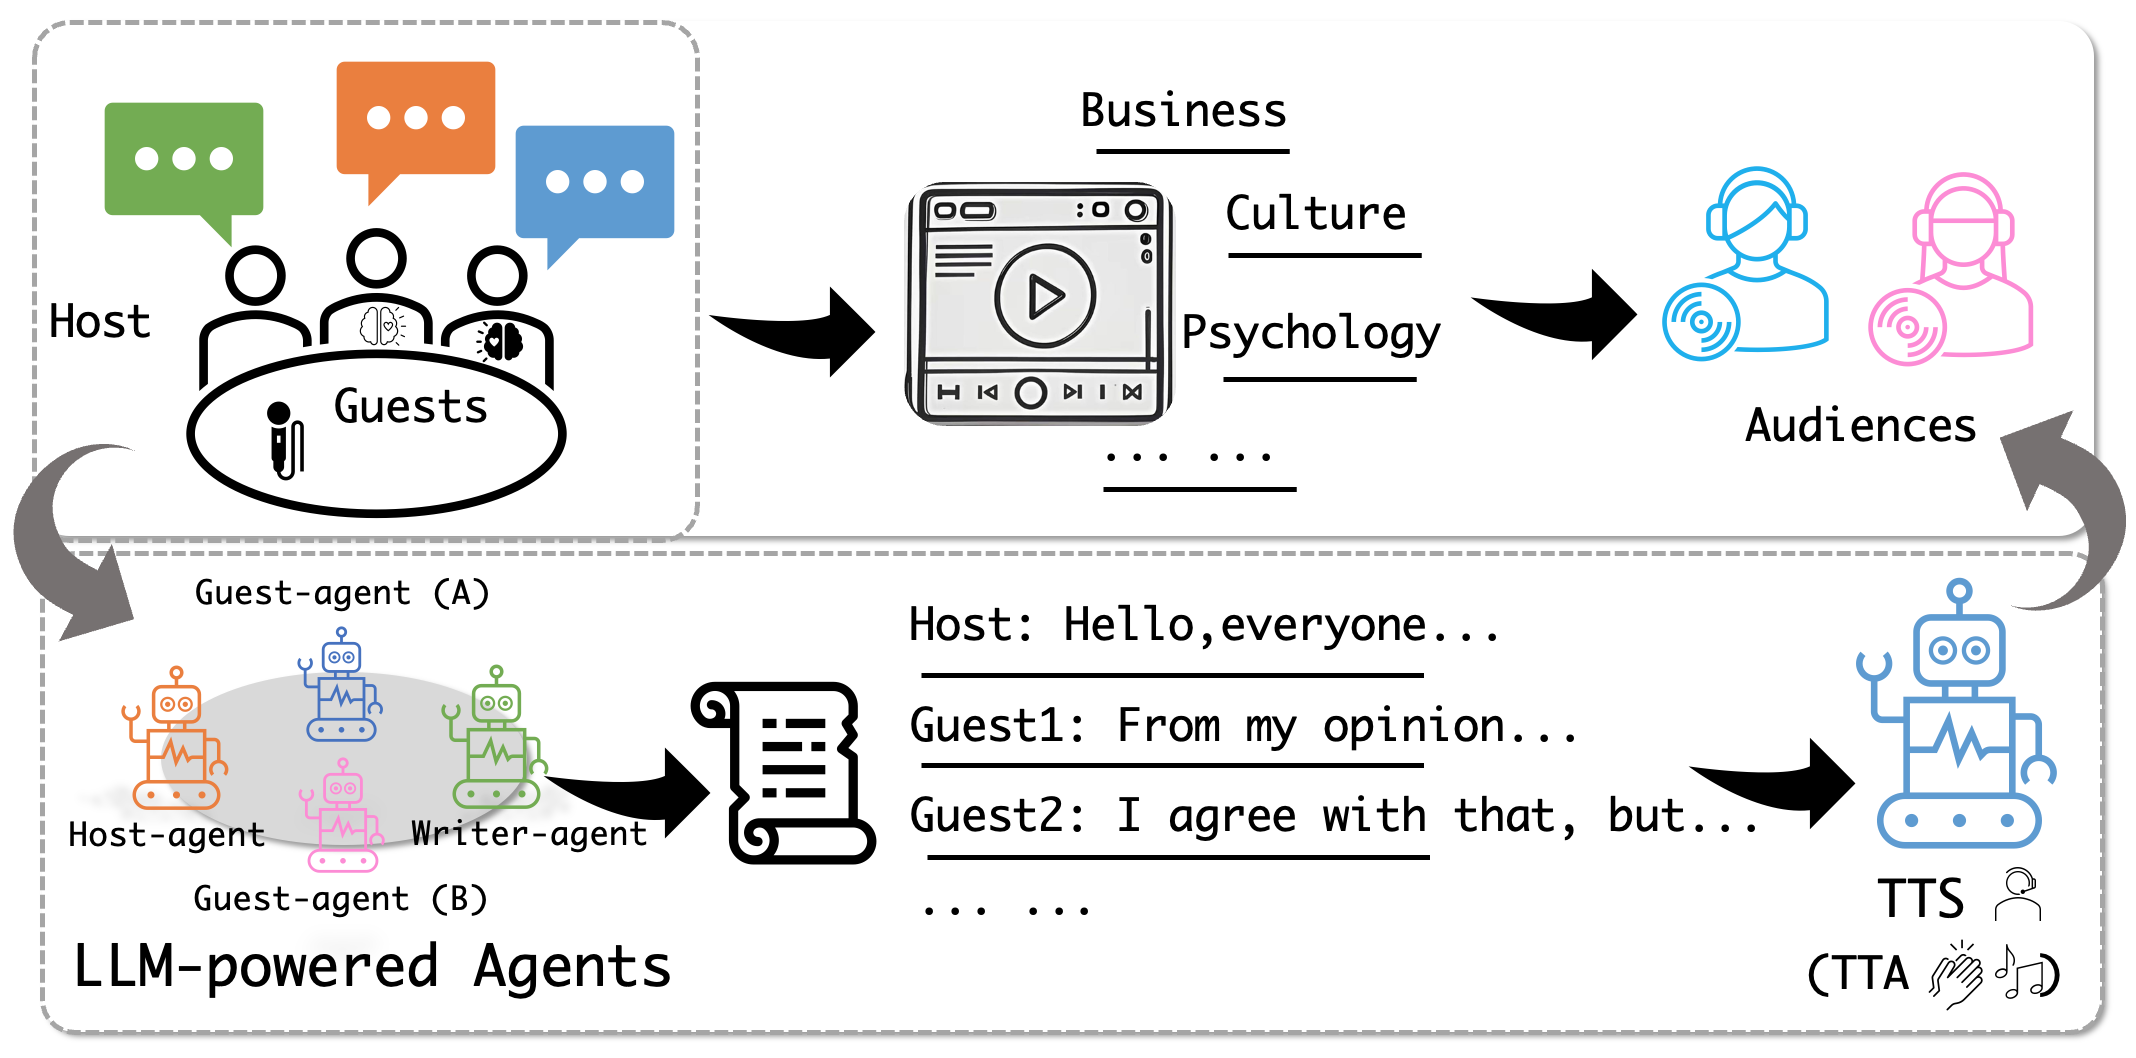 Host
Guests
Business
Culture
Psychology
... ...
Audiences
Guest-agent (A)
Host-agent
Writer-agent
Guest-agent (B)
LLM-powered Agents
Host: Hello,everyone...
Guest1: From my opinion...
Guest2: I agree with that, but...
... ...
TTS
(TTA )